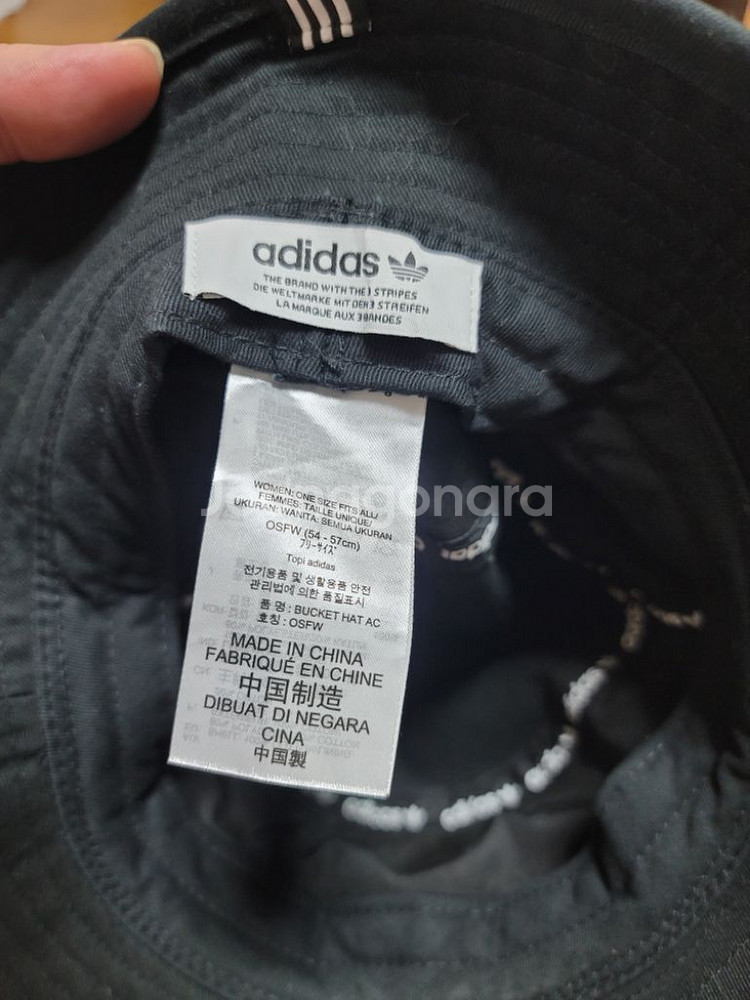 adidas
THE BRAND WITH THE 3 STRIPES
DIE WELTMARKE MIT DEN 3 STREIFEN
LA MARQUE AUX 3 BANDES
WOMEN: ONE SIZE FITS ALL/
FEMMES: TAILLE UNIQUE/
UKURAN: WANITA: SEMUA UKURAN
OSFW (54 - 57cm)
フリーサイズ
Topi adidas
전기용품 및 생활용품 안전
관리법에 의한 품질표시
품 명 : BUCKET HAT AC
호칭 : OSFW
MADE IN CHINA
FABRIQUÉ EN CHINE
中国制造
DIBUAT DI NEGARA
CINA
中国製
adidas
adidas
adidas